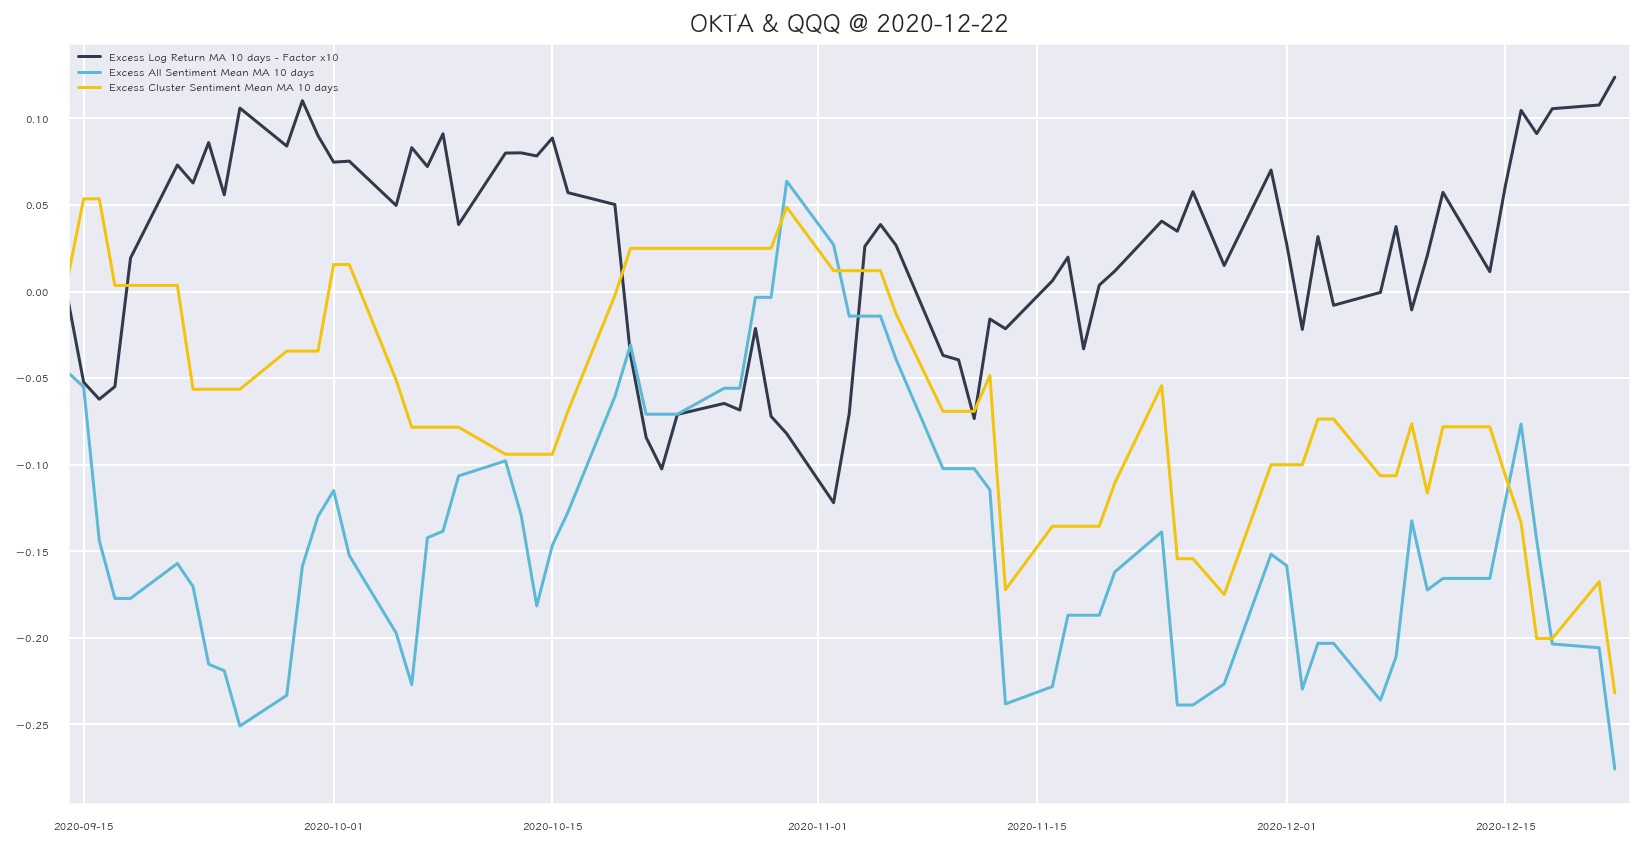 OKTA & QQQ @ 2020-12-22
Excess Log Return MA 10 days - Factor x10
Excess All Sentiment Mean MA 10 days
Excess Cluster Sentiment Mean MA 10 days
0.10
0.05
0.00
−0.05
−0.10
−0.15
−0.20
−0.25
2020-09-15 2020-10-01 2020-10-15 2020-11-01 2020-11-15 2020-12-01 2020-12-15